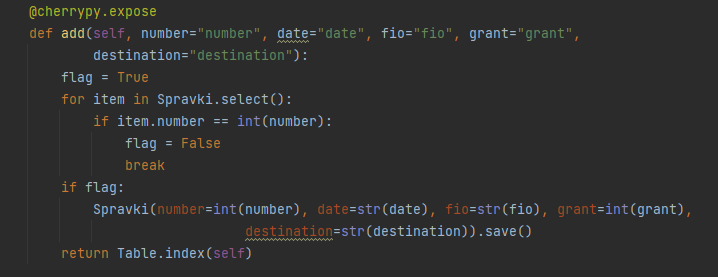 @cherrypy.expose
def add(self, number="number", date="date", fio="fio", grant="grant",
        destination="destination"):
    flag = True
    for item in Spravki.select():
        if item.number == int(number):
            flag = False
            break
    if flag:
        Spravki(number=int(number), date=str(date), fio=str(fio), grant=int(grant),
                           destination=str(destination)).save()
    return Table.index(self)